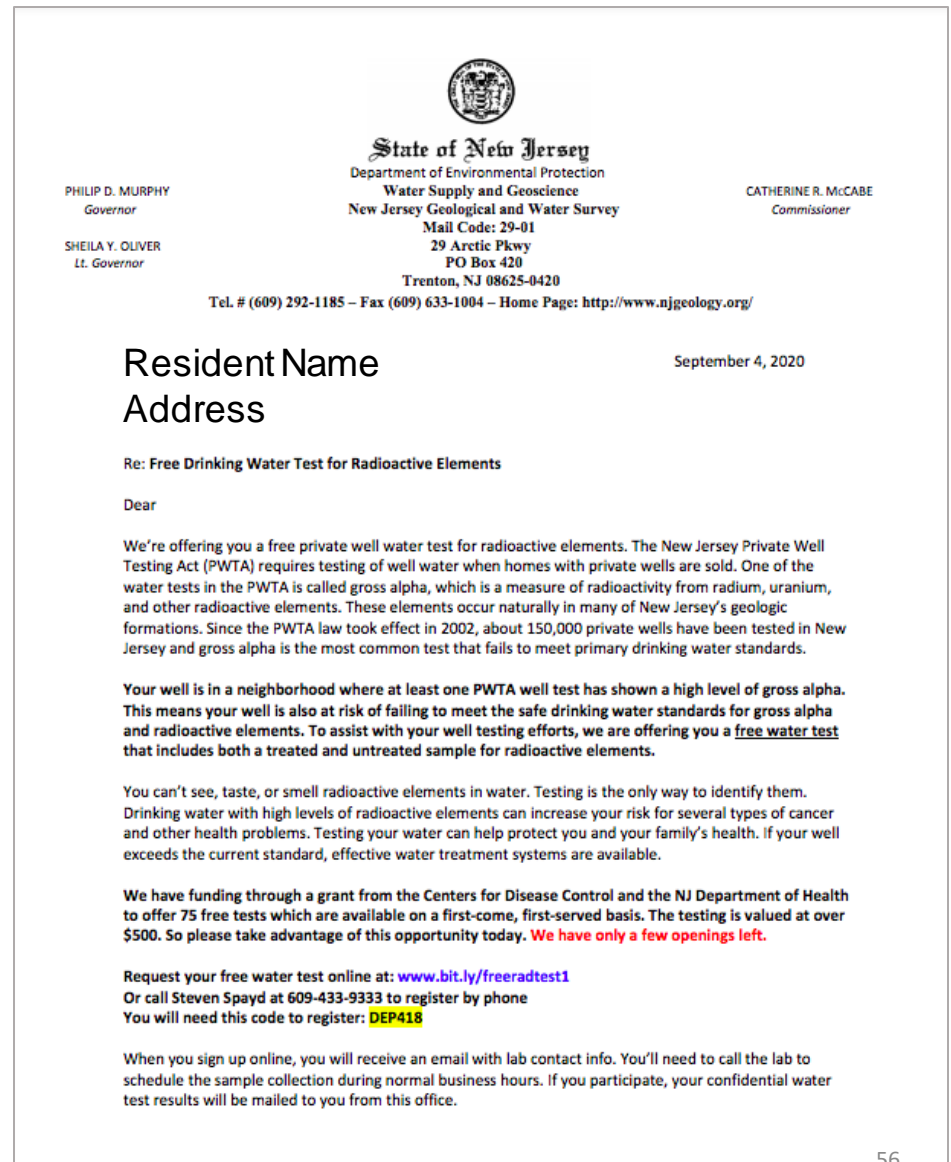 State of New Jersey
Department of Environmental Protection
PHILIP D. MURPHY
Governor
SHEILA Y. OLIVER
Lt. Governor
Water Supply and Geoscience
New Jersey Geological and Water Survey
Mail Code: 29-01
29 Arctic Pkwy
PO Box 420
Trenton, NJ 08625-0420
CATHERINE R. McCABE
Commissioner
Tel. # (609) 292-1185 – Fax (609) 633-1004 – Home Page: http://www.njgeology.org/
Resident Name
Address
September 4, 2020
Re: Free Drinking Water Test for Radioactive Elements
Dear
We're offering you a free private well water test for radioactive elements. The New Jersey Private Well
Testing Act (PWTA) requires testing of well water when homes with private wells are sold. One of the
water tests in the PWTA is called gross alpha, which is a measure of radioactivity from radium, uranium,
and other radioactive elements. These elements occur naturally in many of New Jersey's geologic
formations. Since the PWTA law took effect in 2002, about 150,000 private wells have been tested in New
Jersey and gross alpha is the most common test that fails to meet primary drinking water standards.
Your well is in a neighborhood where at least one PWTA well test has shown a high level of gross alpha.
This means your well is also at risk of failing to meet the safe drinking water standards for gross alpha
and radioactive elements. To assist with your well testing efforts, we are offering you a free water test
that includes both a treated and untreated sample for radioactive elements.
You can't see, taste, or smell radioactive elements in water. Testing is the only way to identify them.
Drinking water with high levels of radioactive elements can increase your risk for several types of cancer
and other health problems. Testing your water can help protect you and your family's health. If your well
exceeds the current standard, effective water treatment systems are available.
We have funding through a grant from the Centers for Disease Control and the NJ Department of Health
to offer 75 free tests which are available on a first-come, first-served basis. The testing is valued at over
$500. So please take advantage of this opportunity today. We have only a few openings left.
Request your free water test online at: www.bit.ly/freeradtest1
Or call Steven Spayd at 609-433-9333 to register by phone
You will need this code to register: DEP418
When you sign up online, you will receive an email with lab contact info. You'll need to call the lab to
schedule the sample collection during normal business hours. If you participate, your confidential water
test results will be mailed to you from this office.
56